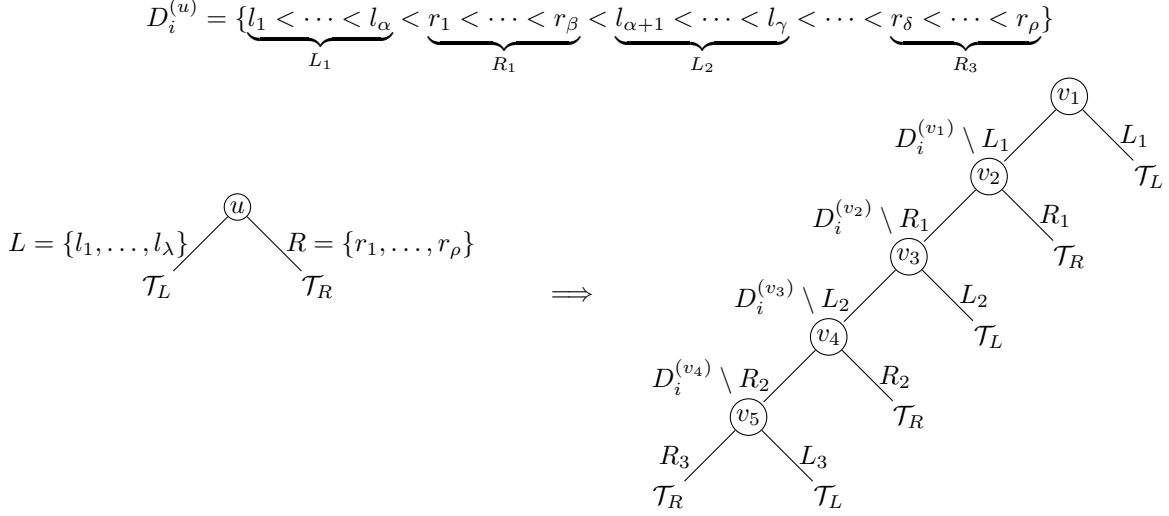 D_i^{(u)} = {l_1 < ⋯ < l_α < r_1 < ⋯ < r_β < l_{α+1} < ⋯ < l_γ < ⋯ < r_δ < ⋯ < r_ρ}
L_1 R_1 L_2 R_3
v_1
D_i^{(v_1)} \ L_1 L_1
v_2 𝒯_L
u
D_i^{(v_2)} \ R_1 R_1
L = {l_1, …, l_λ} R = {r_1, …, r_ρ}
v_3 𝒯_R
𝒯_L 𝒯_R
⟹
D_i^{(v_3)} \ L_2 L_2
v_4 𝒯_L
D_i^{(v_4)} \ R_2 R_2
v_5 𝒯_R
R_3 L_3
𝒯_R 𝒯_L